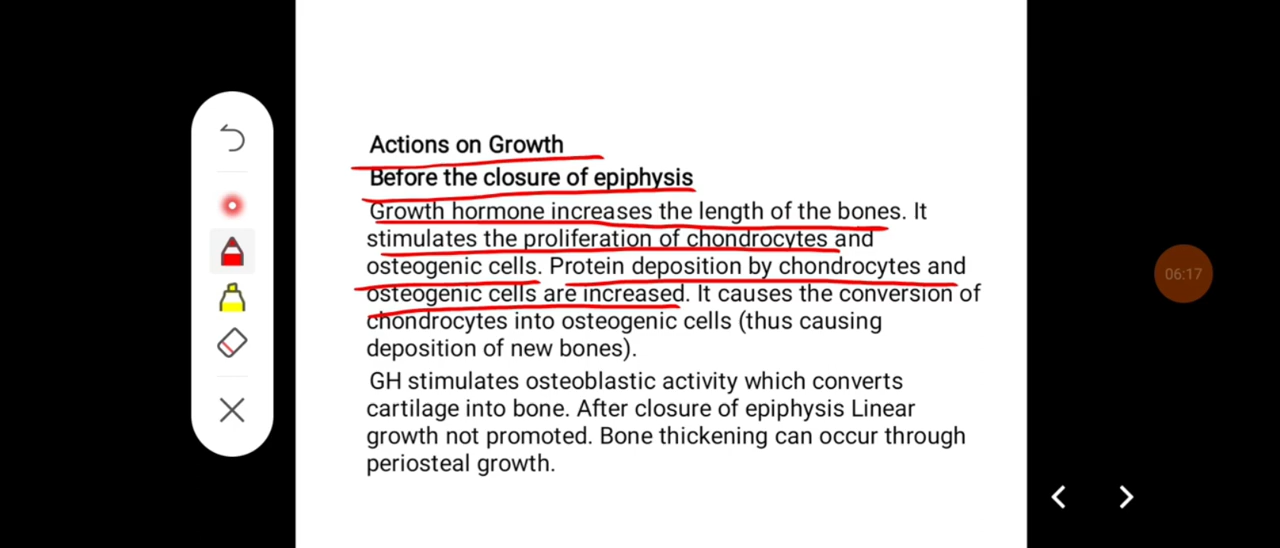 Actions on Growth
Before the closure of epiphysis
Growth hormone increases the length of the bones. It
stimulates the proliferation of chondrocytes and
osteogenic cells. Protein deposition by chondrocytes and
osteogenic cells are increased. It causes the conversion of
chondrocytes into osteogenic cells (thus causing
deposition of new bones).
GH stimulates osteoblastic activity which converts
cartilage into bone. After closure of epiphysis Linear
growth not promoted. Bone thickening can occur through
periosteal growth.
06:17